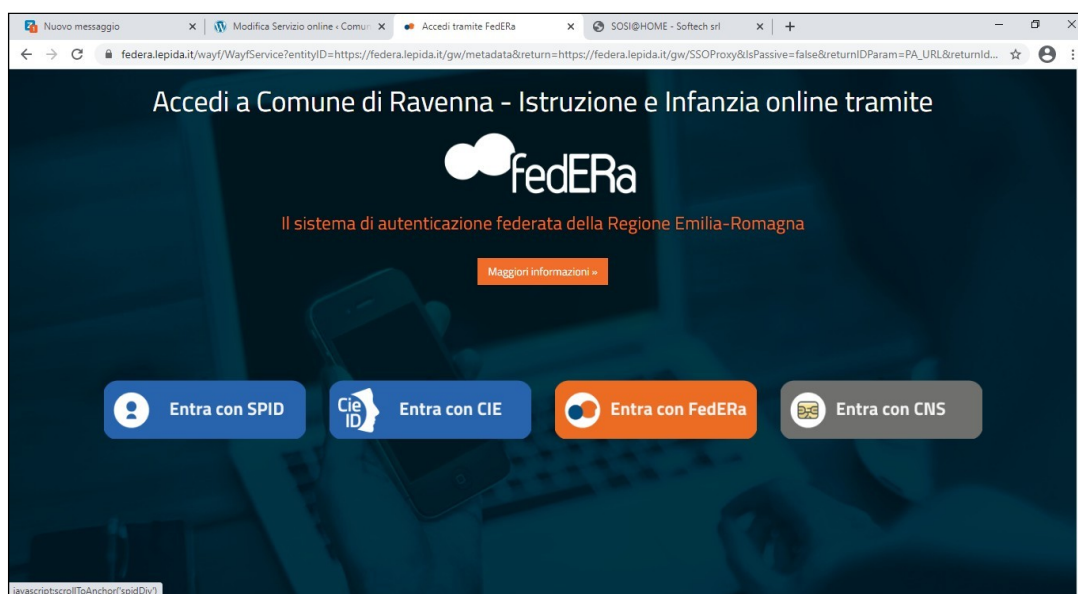 Nuovo messaggio
Modifica Servizio online ‹ Comun
Accedi tramite FedERa
SOSI@HOME - Softech srl
federa.lepida.it/wayf/WayfService?entityID=https://federa.lepida.it/gw/metadata&return=https://federa.lepida.it/gw/SSOProxy&IsPassive=false&returnIDParam=PA_URL&returnId...
Accedi a Comune di Ravenna - Istruzione e Infanzia online tramite
fedERa
Il sistema di autenticazione federata della Regione Emilia-Romagna
Maggiori informazioni »
Entra con SPID
Cie ID
Entra con CIE
Entra con FedERa
Entra con CNS
javascript:scrollToAnchor('spidDiv')